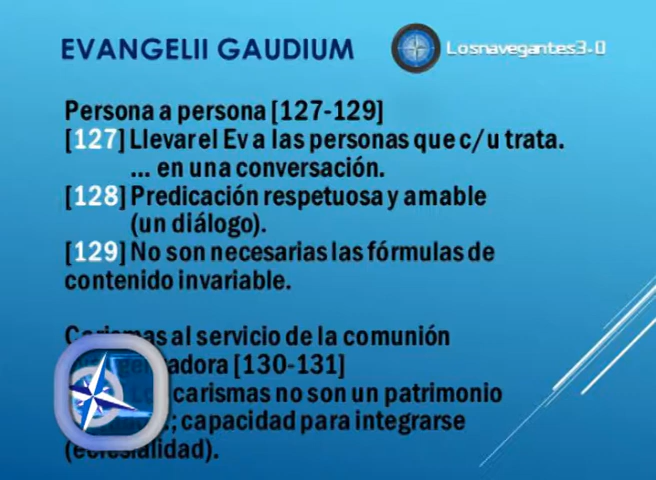 EVANGELII GAUDIUM
Losnavegantes3.0
Persona a persona [127-129]
[127] Llevar el Ev a las personas que c/u trata.
... en una conversación.
[128] Predicación respetuosa y amable
(un diálogo).
[129] No son necesarias las fórmulas de
contenido invariable.
Carismas al servicio de la comunión
[130-131]
carismas no son un patrimonio
; capacidad para integrarse
(eclesialidad).